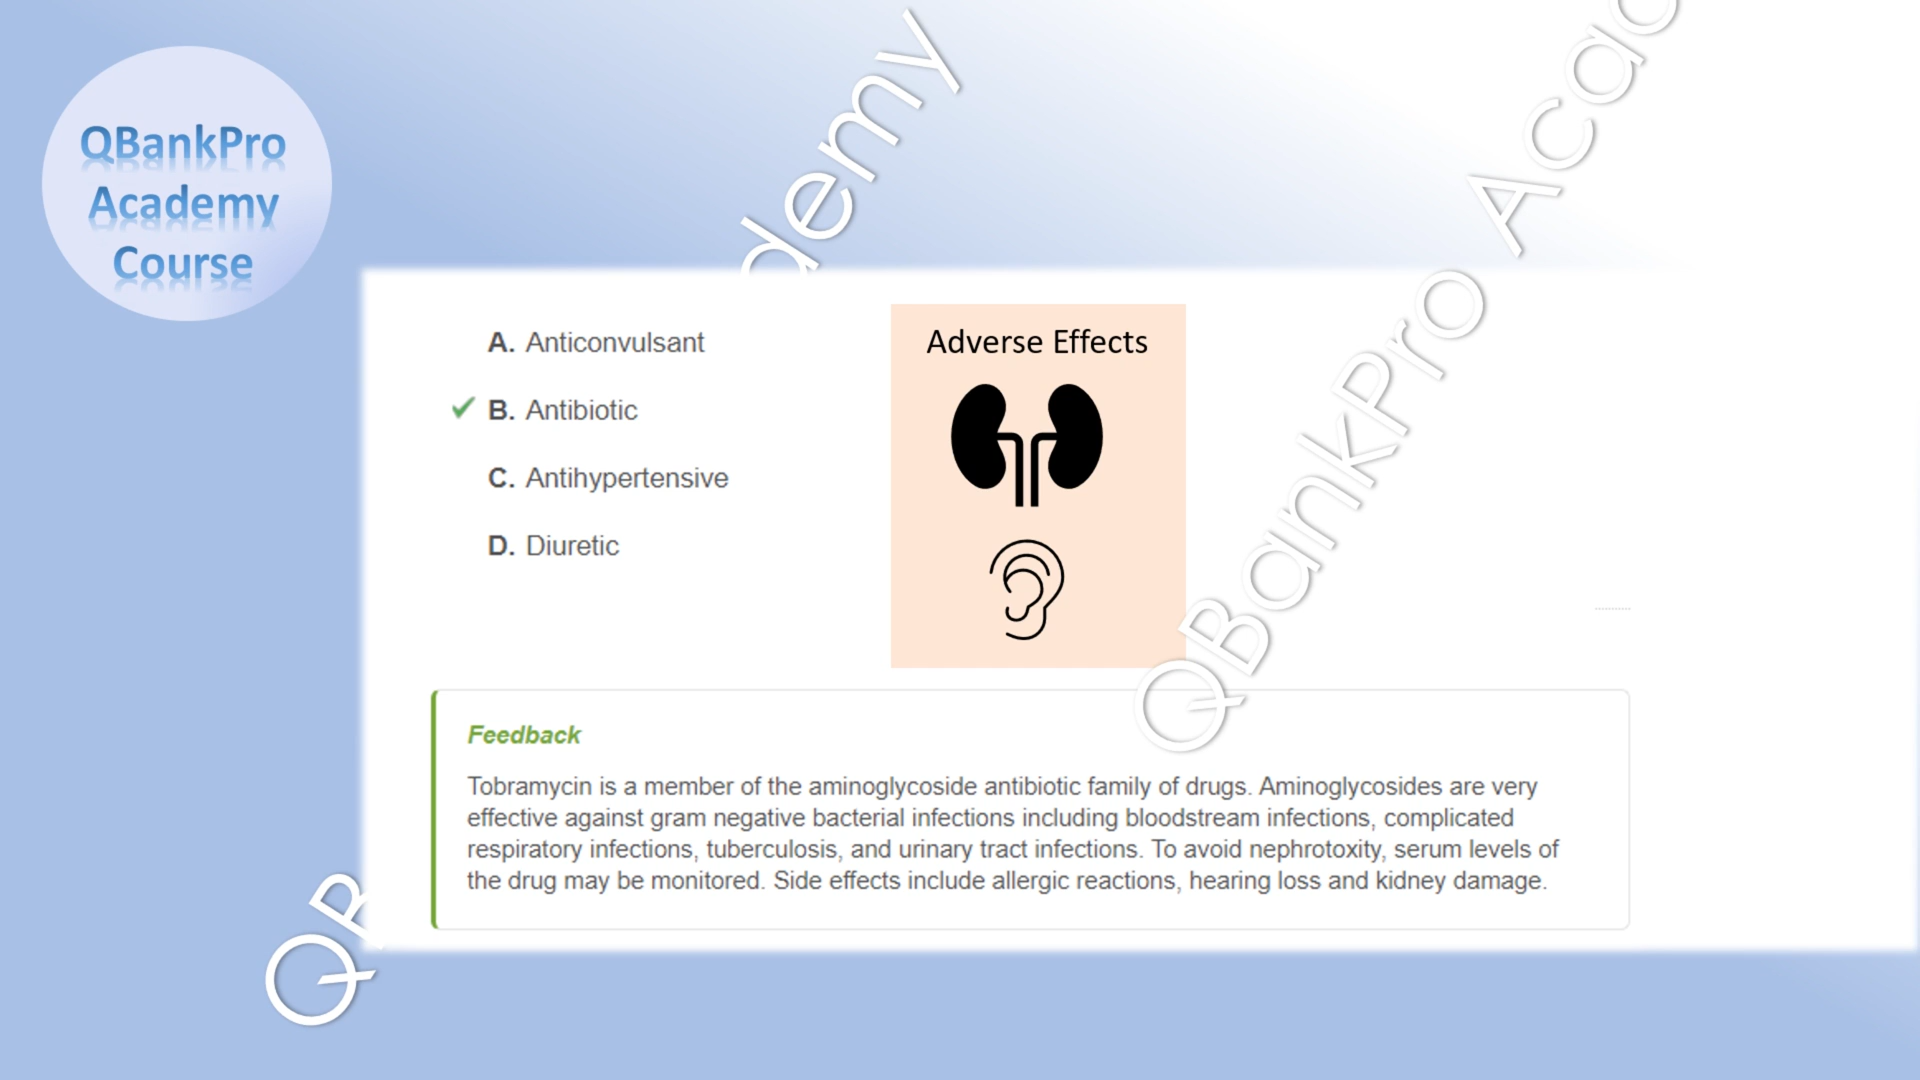 QBankPro
Academy
Course
demy
QBankPro Acad
A. Anticonvulsant
✓ B. Antibiotic
C. Antihypertensive
D. Diuretic
Adverse Effects
Feedback
Tobramycin is a member of the aminoglycoside antibiotic family of drugs. Aminoglycosides are very
effective against gram negative bacterial infections including bloodstream infections, complicated
respiratory infections, tuberculosis, and urinary tract infections. To avoid nephrotoxicity, serum levels of
the drug may be monitored. Side effects include allergic reactions, hearing loss and kidney damage.
QB